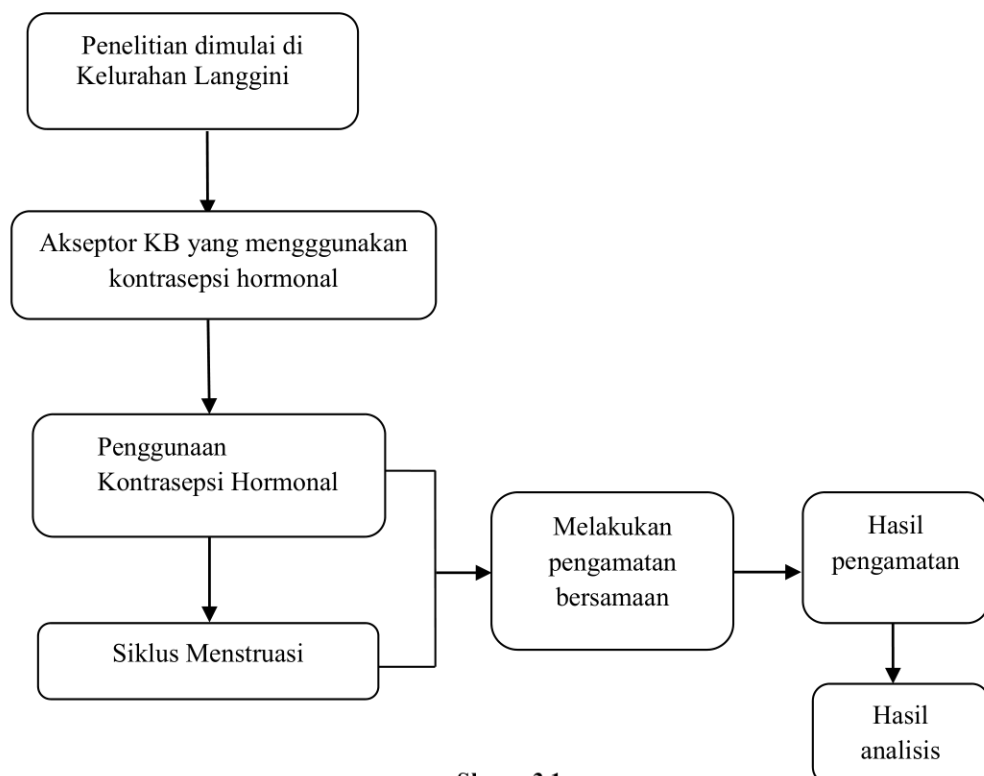 Penelitian dimulai di
Kelurahan Langgini
Akseptor KB yang mengggunakan
kontrasepsi hormonal
Penggunaan
Kontrasepsi Hormonal
Siklus Menstruasi
Melakukan
pengamatan
bersamaan
Hasil
pengamatan
Hasil
analisis